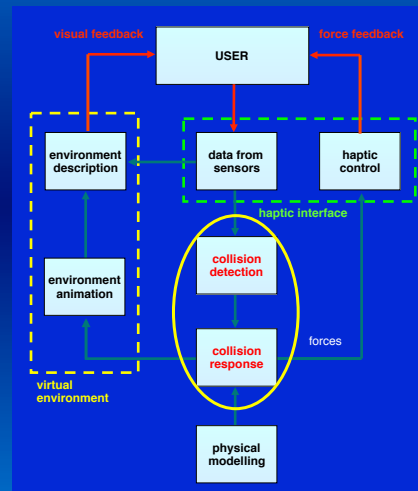 visual feedback
USER
force feedback
environment
description
data from
sensors
haptic
control
haptic interface
collision
detection
environment
animation
collision
response
forces
virtual
environment
physical
modelling